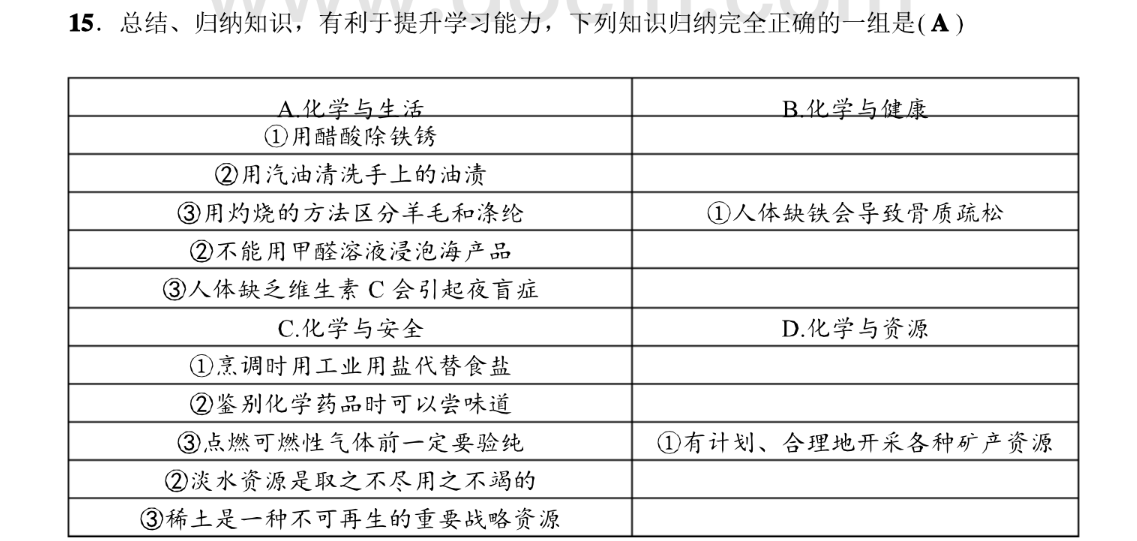 15. 总结、归纳知识，有利于提升学习能力，下列知识归纳完全正确的一组是( A )
A.化学与生活 B.化学与健康
①用醋酸除铁锈
②用汽油清洗手上的油渍
③用灼烧的方法区分羊毛和涤纶 ①人体缺铁会导致骨质疏松
②不能用甲醛溶液浸泡海产品
③人体缺乏维生素 C 会引起夜盲症
C.化学与安全 D.化学与资源
①烹调时用工业用盐代替食盐
②鉴别化学药品时可以尝味道
③点燃可燃性气体前一定要验纯 ①有计划、合理地开采各种矿产资源
②淡水资源是取之不尽用之不竭的
③稀土是一种不可再生的重要战略资源